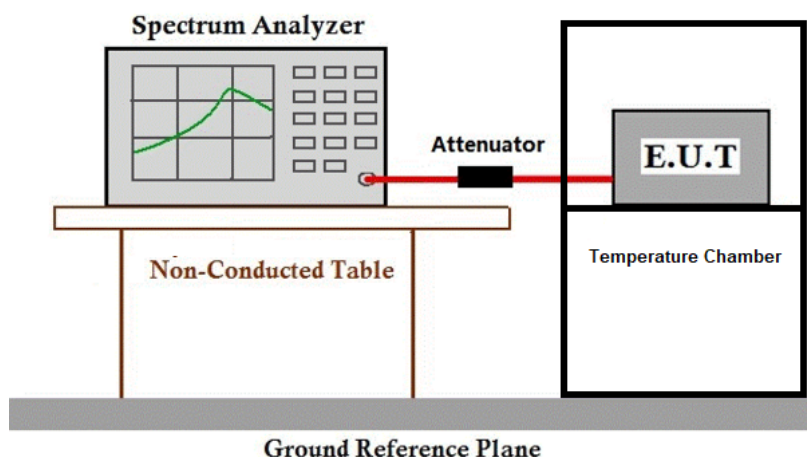 Spectrum Analyzer
Attenuator
E.U.T
Non-Conducted Table
Temperature Chamber
Ground Reference Plane